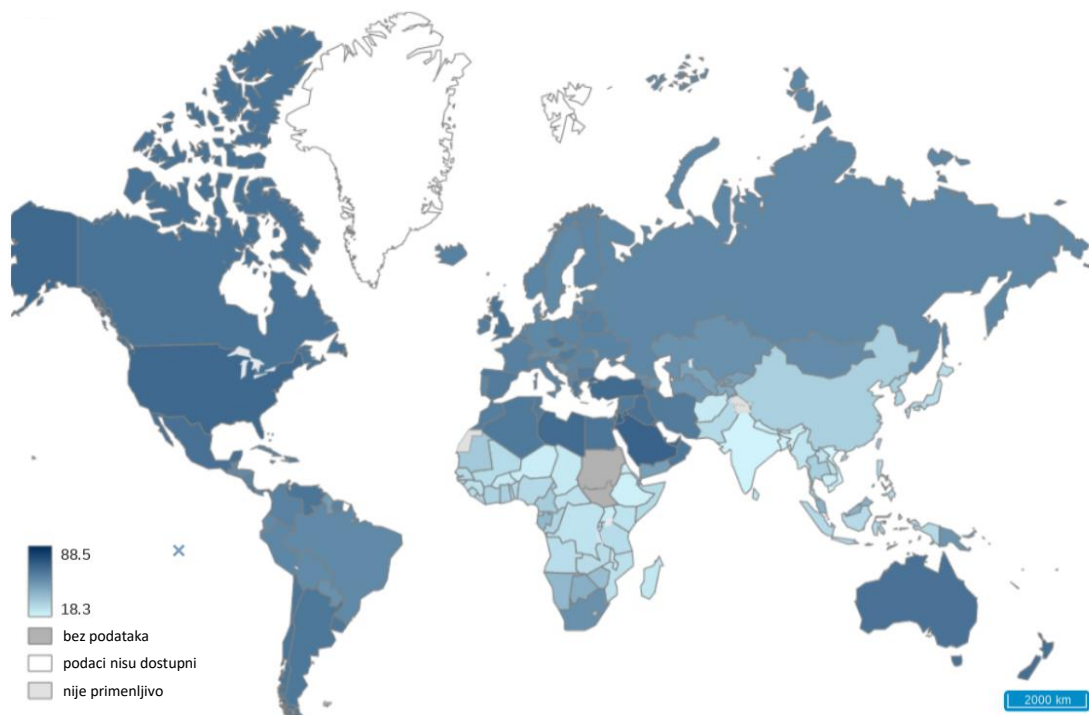 88.5
18.3
bez podataka
podaci nisu dostupni
nije primenljivo
2000 km